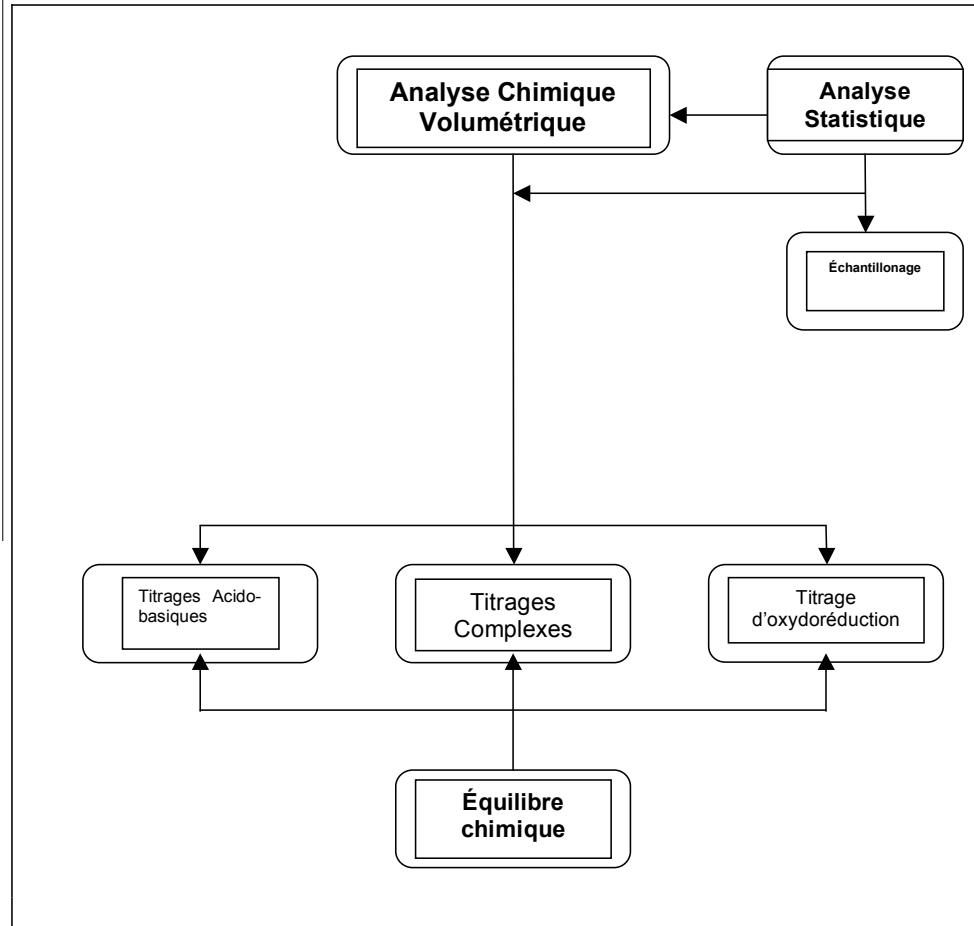 Analyse Chimique
Volumétrique
Analyse
Statistique
Échantillonage
Titrages Acido-
basiques
Titrages
Complexes
Titrage
d'oxydoréduction
Équilibre
chimique